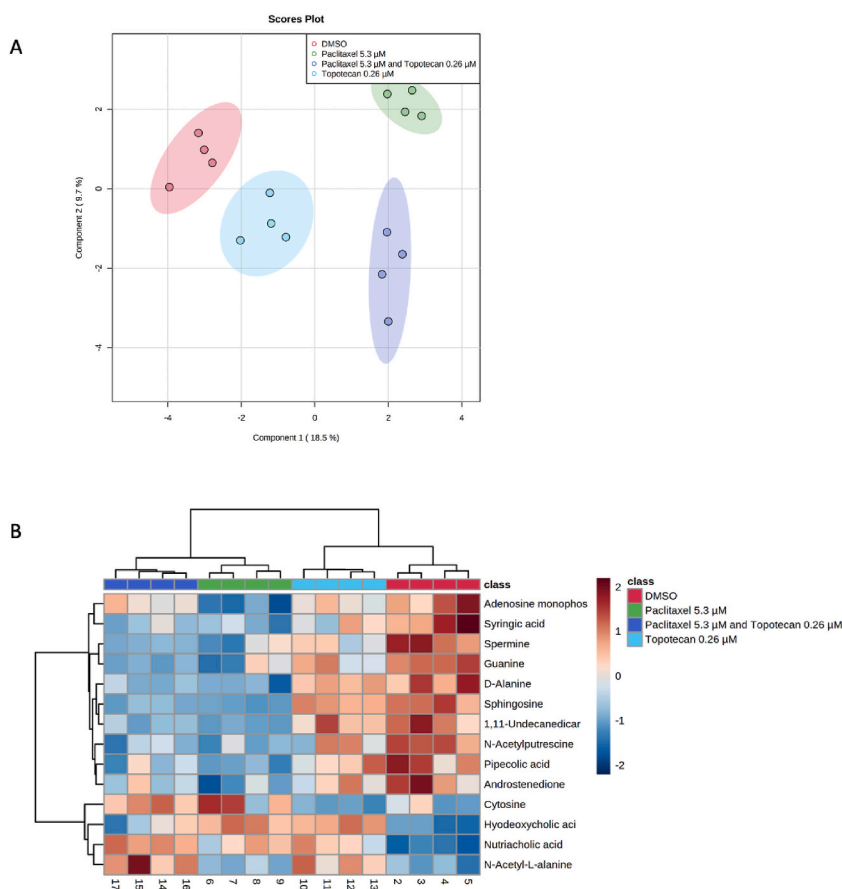 A
Scores Plot
DMSO
Paclitaxel 5.3 µM
Paclitaxel 5.3 µM and Topotecan 0.26 µM
Topotecan 0.26 µM
Component 2 ( 9.7 %)
2
0
-2
-4
-4
-2
0
2
4
Component 1 ( 18.5 %)
B
class
Adenosine monophos
Syringic acid
Spermine
Guanine
D-Alanine
Sphingosine
1,11-Undecanedicar
N-Acetylputrescine
Pipecolic acid
Androstenedione
Cytosine
Hyodeoxycholic aci
Nutriacholic acid
N-Acetyl-L-alanine
17
15
14
16
6
7
8
9
10
11
12
13
2
3
4
5
2
1
0
-1
-2
class
DMSO
Paclitaxel 5.3 µM
Paclitaxel 5.3 µM and Topotecan 0.26 µM
Topotecan 0.26 µM